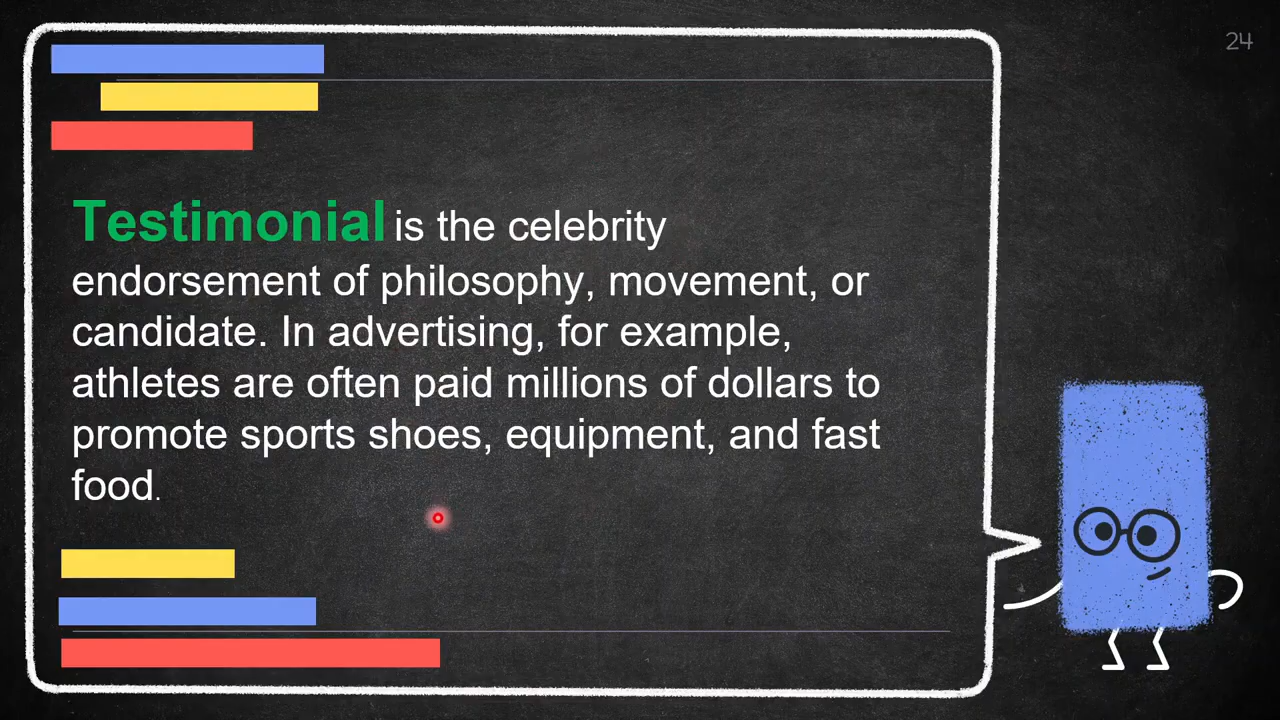 24
Testimonial is the celebrity
endorsement of philosophy, movement, or
candidate. In advertising, for example,
athletes are often paid millions of dollars to
promote sports shoes, equipment, and fast
food.